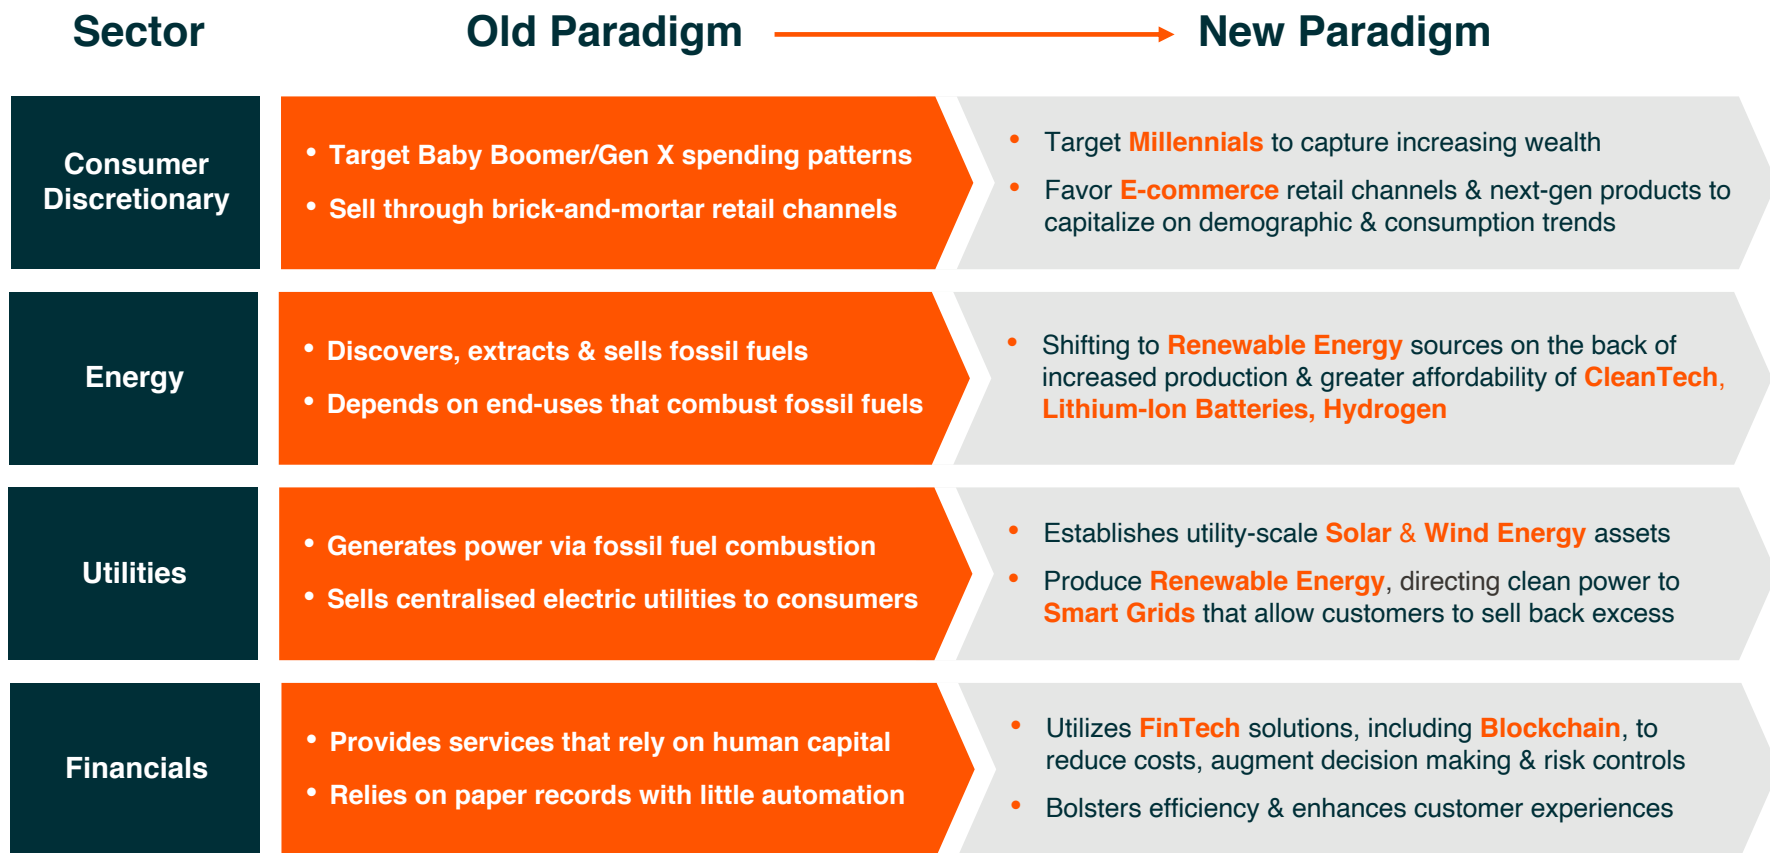 Sector
Old Paradigm
New Paradigm
Consumer
Discretionary
• Target Baby Boomer/Gen X spending patterns
• Sell through brick-and-mortar retail channels
• Target Millennials to capture increasing wealth
• Favor E-commerce retail channels & next-gen products to
capitalize on demographic & consumption trends
Energy
• Discovers, extracts & sells fossil fuels
• Depends on end-uses that combust fossil fuels
• Shifting to Renewable Energy sources on the back of
increased production & greater affordability of CleanTech,
Lithium-Ion Batteries, Hydrogen
Utilities
• Generates power via fossil fuel combustion
• Sells centralised electric utilities to consumers
• Establishes utility-scale Solar & Wind Energy assets
• Produce Renewable Energy, directing clean power to
Smart Grids that allow customers to sell back excess
Financials
• Provides services that rely on human capital
• Relies on paper records with little automation
• Utilizes FinTech solutions, including Blockchain, to
reduce costs, augment decision making & risk controls
• Bolsters efficiency & enhances customer experiences